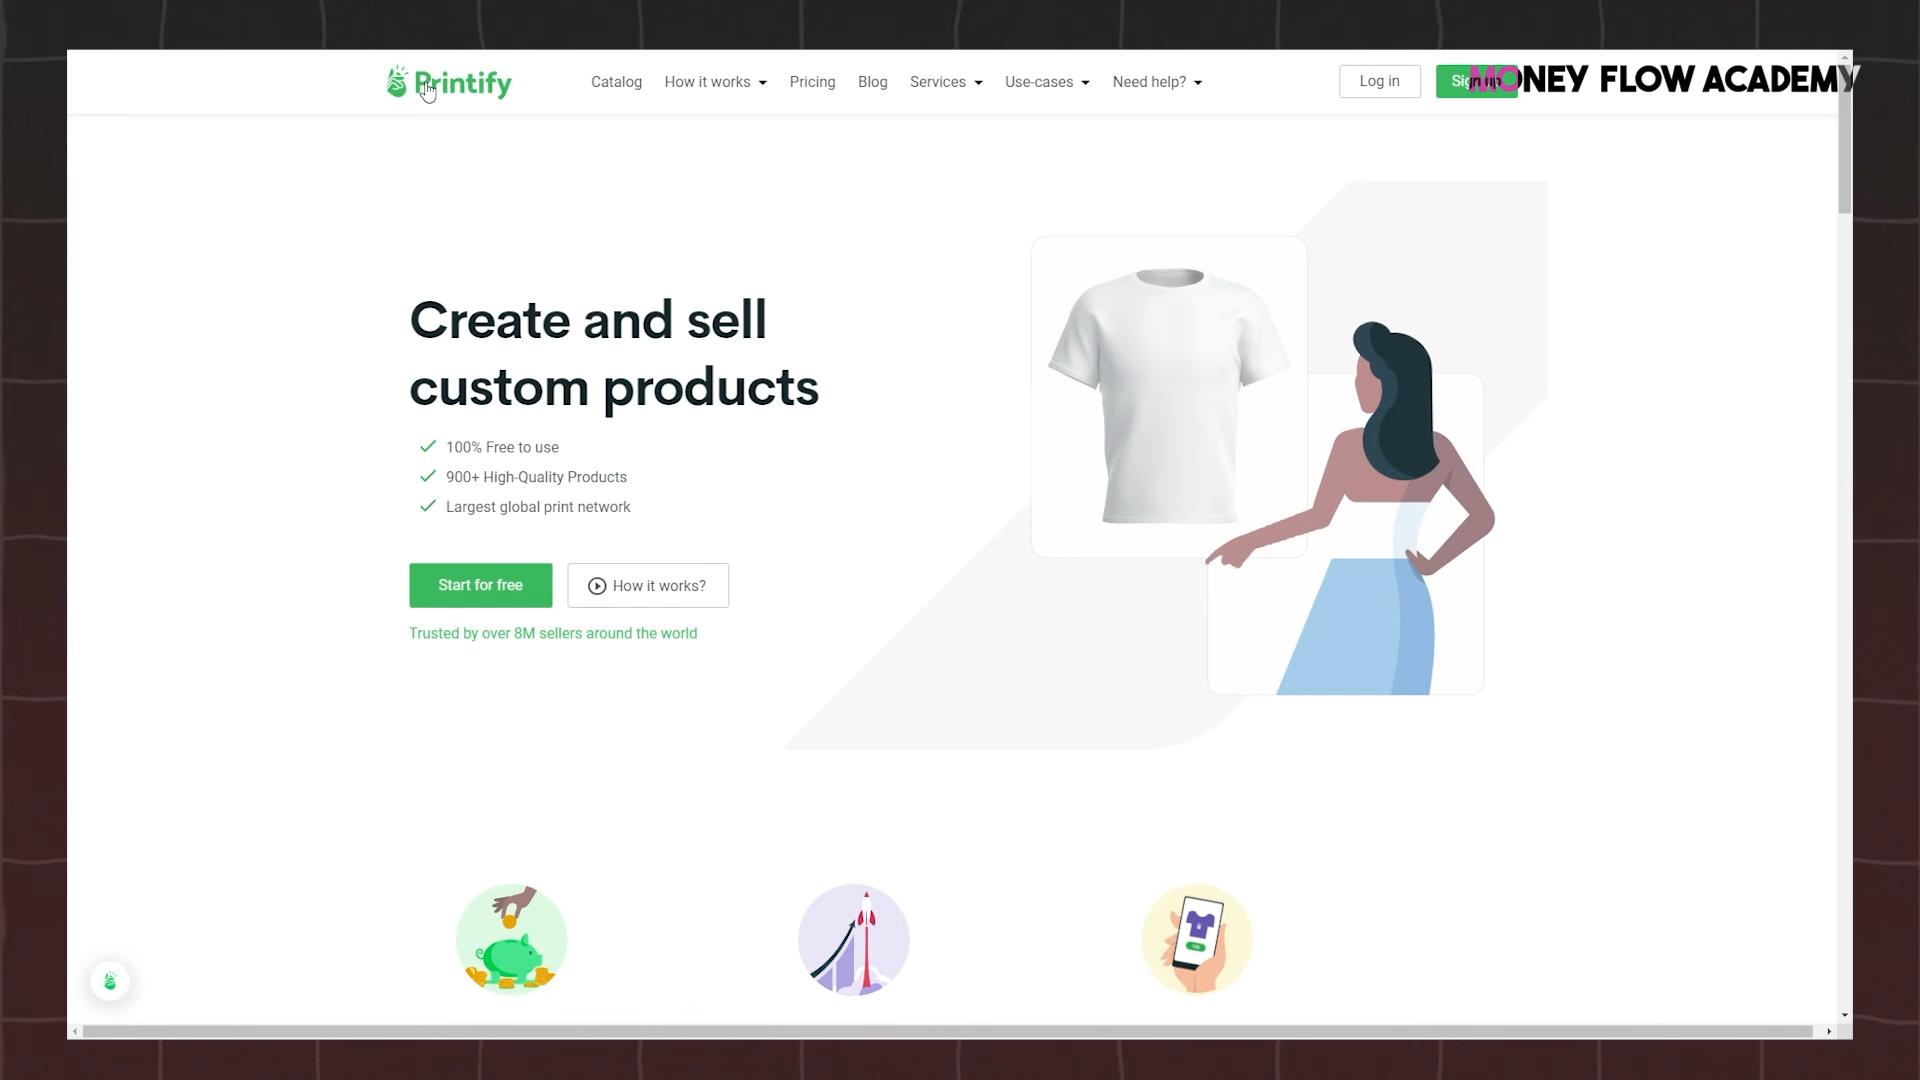 Printify
Catalog
How it works
Pricing
Blog
Services
Use-cases
Need help?
Log in
Sign up
MONEY FLOW ACADEMY
Create and sell
custom products
100% Free to use
900+ High-Quality Products
Largest global print network
Start for free
How it works?
Trusted by over 8M sellers around the world